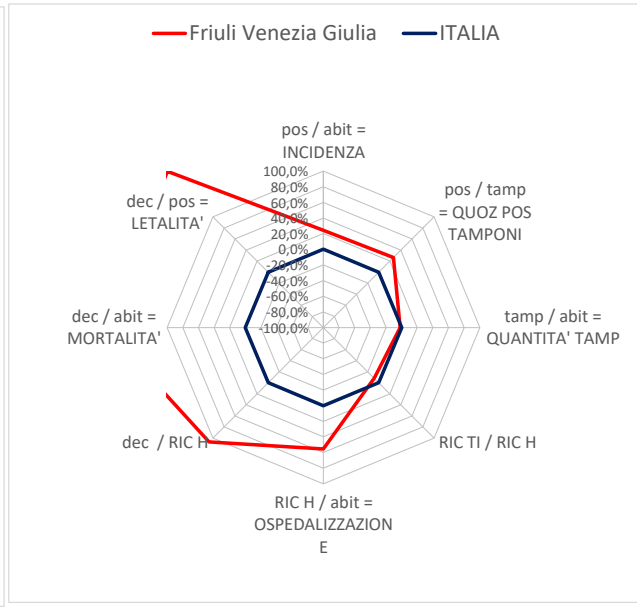 Friuli Venezia Giulia ITALIA
pos / abit =
INCIDENZA
100,0%
80,0%
60,0%
40,0%
20,0%
0,0%
-20,0%
-40,0%
-60,0%
-80,0%
-100,0%
pos / tamp
= QUOZ POS
TAMPONI
tamp / abit =
QUANTITA' TAMP
RIC TI / RIC H
RIC H / abit =
OSPEDALIZZAZION
E
dec / RIC H
dec / abit =
MORTALITA'
dec / pos =
LETALITA'